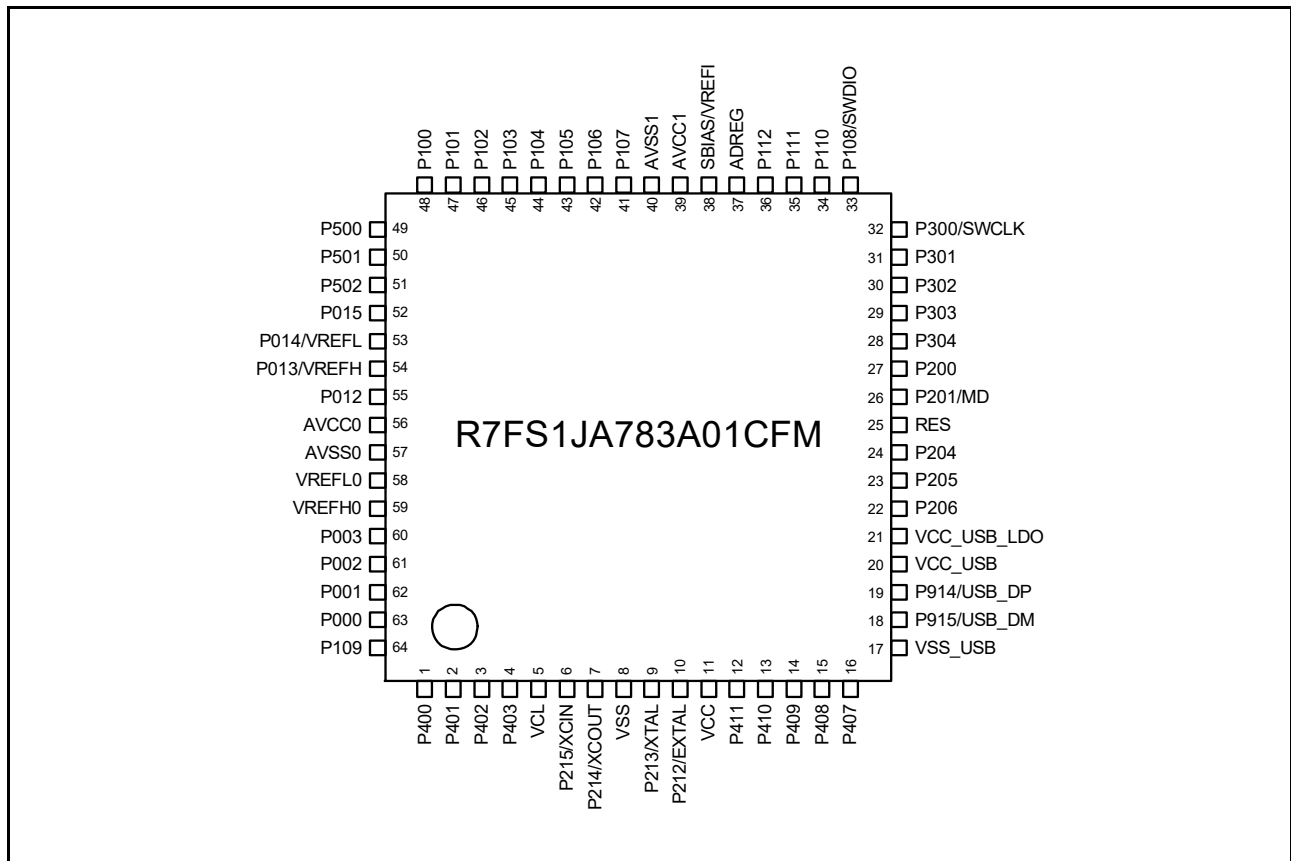 P100
P101
P102
P103
P104
P105
P106
P107
AVSS1
AVCC1
SBIAS/VREFI
ADREG
P112
P111
P110
P108/SWDIO
48
47
46
45
44
43
42
41
40
39
38
37
36
35
34
33
P500 49
P501 50
P502 51
P015 52
P014/VREFL 53
P013/VREFH 54
P012 55
AVCC0 56
AVSS0 57
VREFL0 58
VREFH0 59
P003 60
P002 61
P001 62
P000 63
P109 64
R7FS1JA783A01CFM
32 P300/SWCLK
31 P301
30 P302
29 P303
28 P304
27 P200
26 P201/MD
25 RES
24 P204
23 P205
22 P206
21 VCC_USB_LDO
20 VCC_USB
19 P914/USB_DP
18 P915/USB_DM
17 VSS_USB
1
2
3
4
5
6
7
8
9
10
11
12
13
14
15
16
P400
P401
P402
P403
VCL
P215/XCIN
P214/XCOUT
VSS
P213/XTAL
P212/EXTAL
VCC
P411
P410
P409
P408
P407